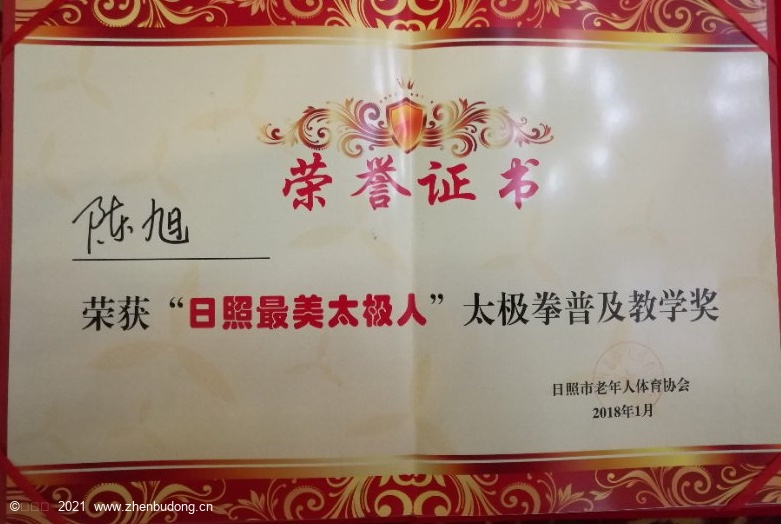 荣誉证书
陈旭
荣获“日照最美太极人”太极拳普及教学奖
日照市老年人体育协会
2018年1月
2021 www.zhenbudong.cn